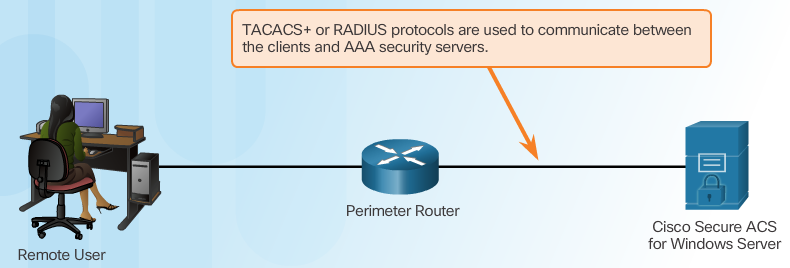 TACACS+ or RADIUS protocols are used to communicate between
the clients and AAA security servers.
Remote User
Perimeter Router
Cisco Secure ACS
for Windows Server